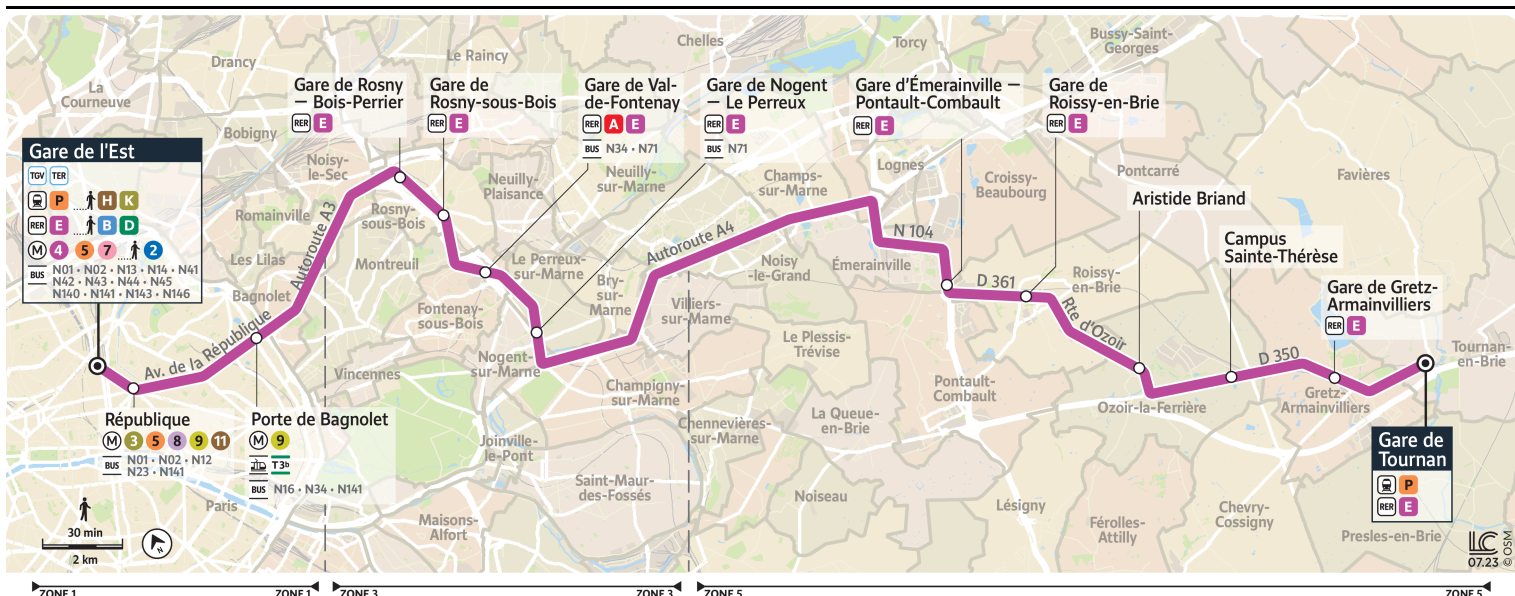 Gare de l'Est
TGV TER
P H K
RER E B D
M 4 5 7 2
BUS N01 • N02 • N13 • N14 • N41
N42 • N43 • N44 • N45
N140 • N141 • N143 • N146
République
M 3 5 8 9 11
BUS N01 • N02 • N12
N23 • N141
Porte de Bagnolet
M 9
T3b
BUS N16 • N34 • N141
Gare de Rosny
– Bois-Perrier
RER E
Gare de
Rosny-sous-Bois
RER E
Gare de Val-
de-Fontenay
RER A E
BUS N34 • N71
Gare de Nogent
– Le Perreux
RER E
BUS N71
Gare d'Émerainville –
Pontault-Combault
RER E
Gare de
Roissy-en-Brie
RER E
Aristide Briand
Campus
Sainte-Thérèse
Gare de Gretz-
Armainvilliers
RER E
Gare de
Tournan
P
RER E
Av. de la République
Autoroute A3
Autoroute A4
N 104
D 361
Rte d'Ozoir
D 350
La
Courneuve
Drancy
Le Raincy
Chelles
Torcy
Bussy-Saint-
Georges
Bobigny
Noisy-
le-Sec
Romainville
Les Lilas
Bagnolet
Rosny-
sous-Bois
Montreuil
Neuilly-
Plaisance
Neuilly-
sur-Marne
Champs-
sur-Marne
Lognes
Croissy-
Beaubourg
Pontcarré
Favières
Le Perreux-
sur-Marne
Bry-
sur-
Marne
Noisy
-le-Grand
Émerainville
Roissy-
en-Brie
Fontenay-
sous-Bois
Villiers-
sur-Marne
Le Plessis-
Trévise
Tournan-
en-Brie
Vincennes
Nogent-
sur-Marne
Champigny-
sur-Marne
Pontault-
Combault
Ozoir-la-Ferrière
Gretz-
Armainvilliers
Chennevières-
sur-Marne
La Queue-
en-Brie
Joinville-
le-Pont
Saint-Maur-
des-Fossés
Noiseau
Lésigny
Férolles-
Attilly
Chevry-
Cossigny
Presles-en-Brie
Paris
Maisons-
Alfort
30 min
2 km
N
LC
07.23
© OSM
ZONE 1 ZONE 1 ZONE 3 ZONE 3 ZONE 5 ZONE 5